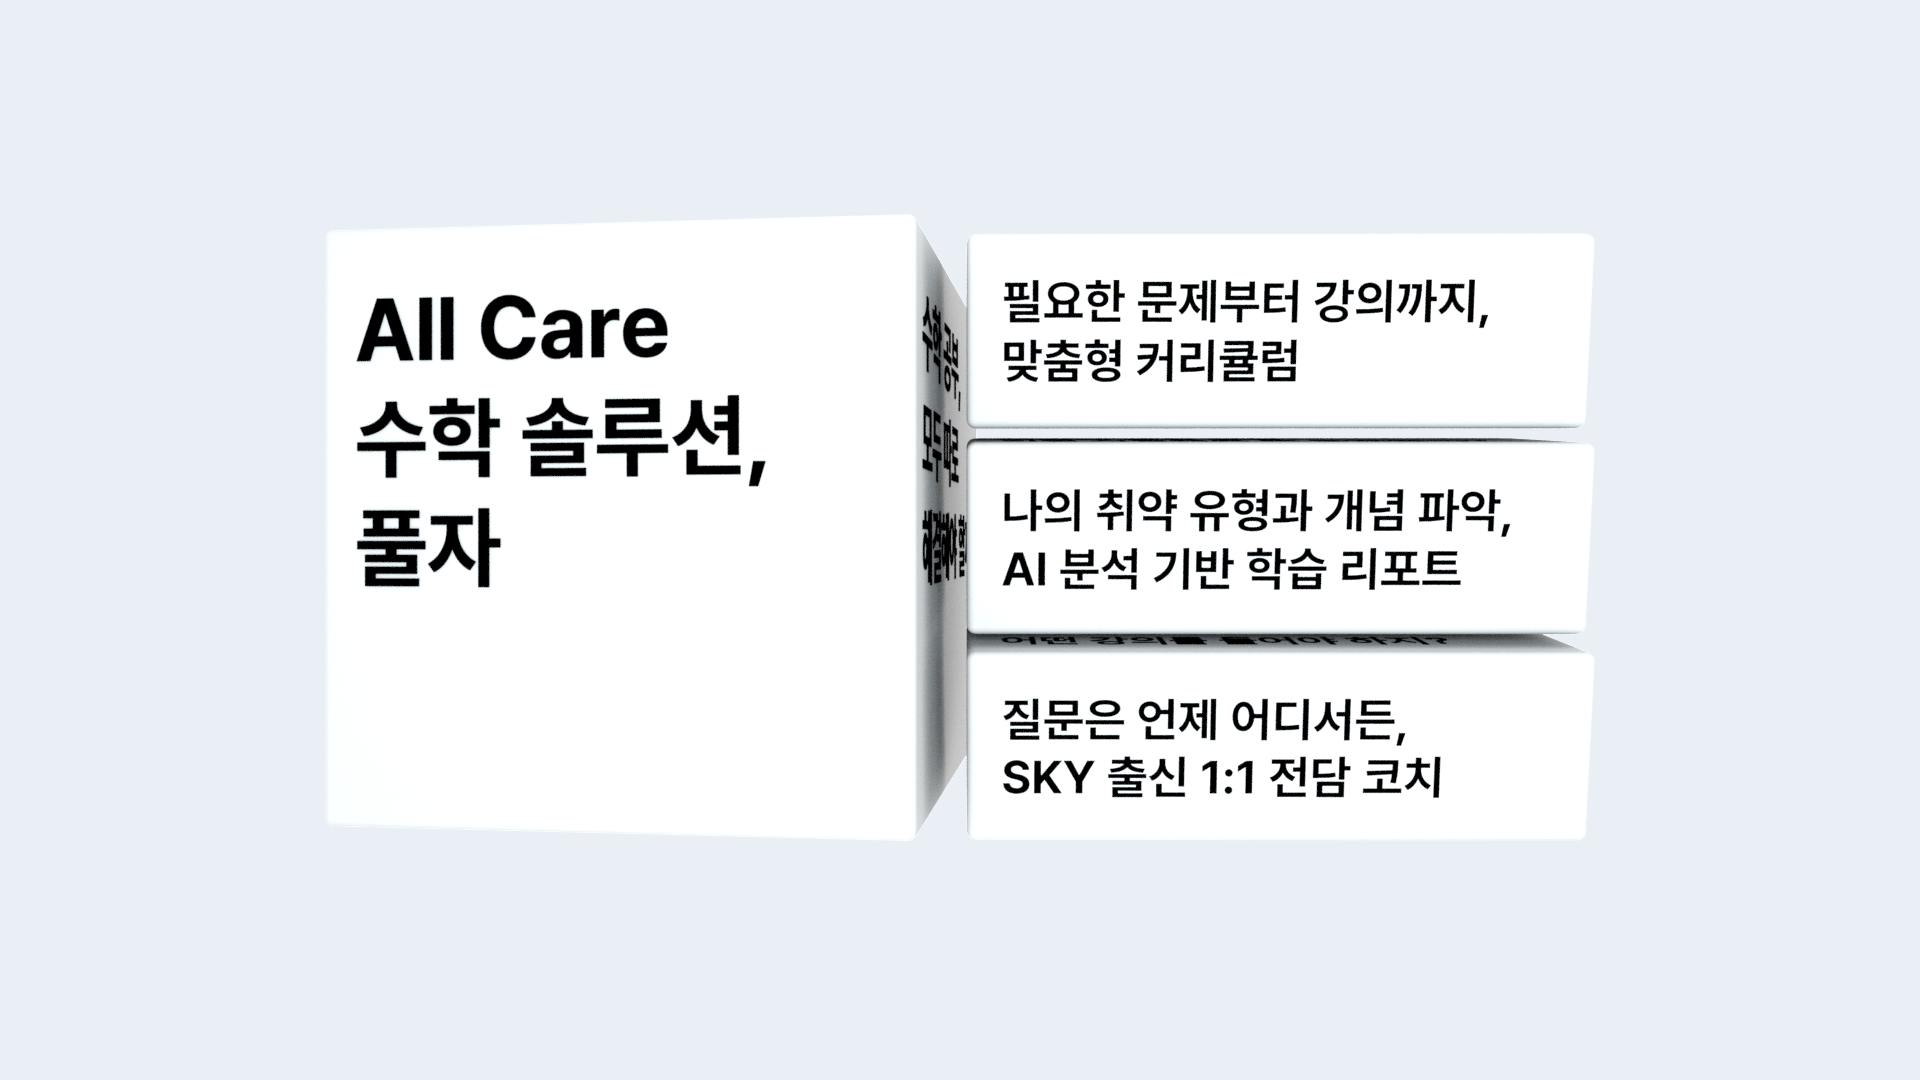 All Care
수학 솔루션,
풀자
수학 공부,
모두 따로
해결해야 할
필요한 문제부터 강의까지,
맞춤형 커리큘럼
나의 취약 유형과 개념 파악,
AI 분석 기반 학습 리포트
어떤 강의를 들어야 하지?
질문은 언제 어디서든,
SKY 출신 1:1 전담 코치